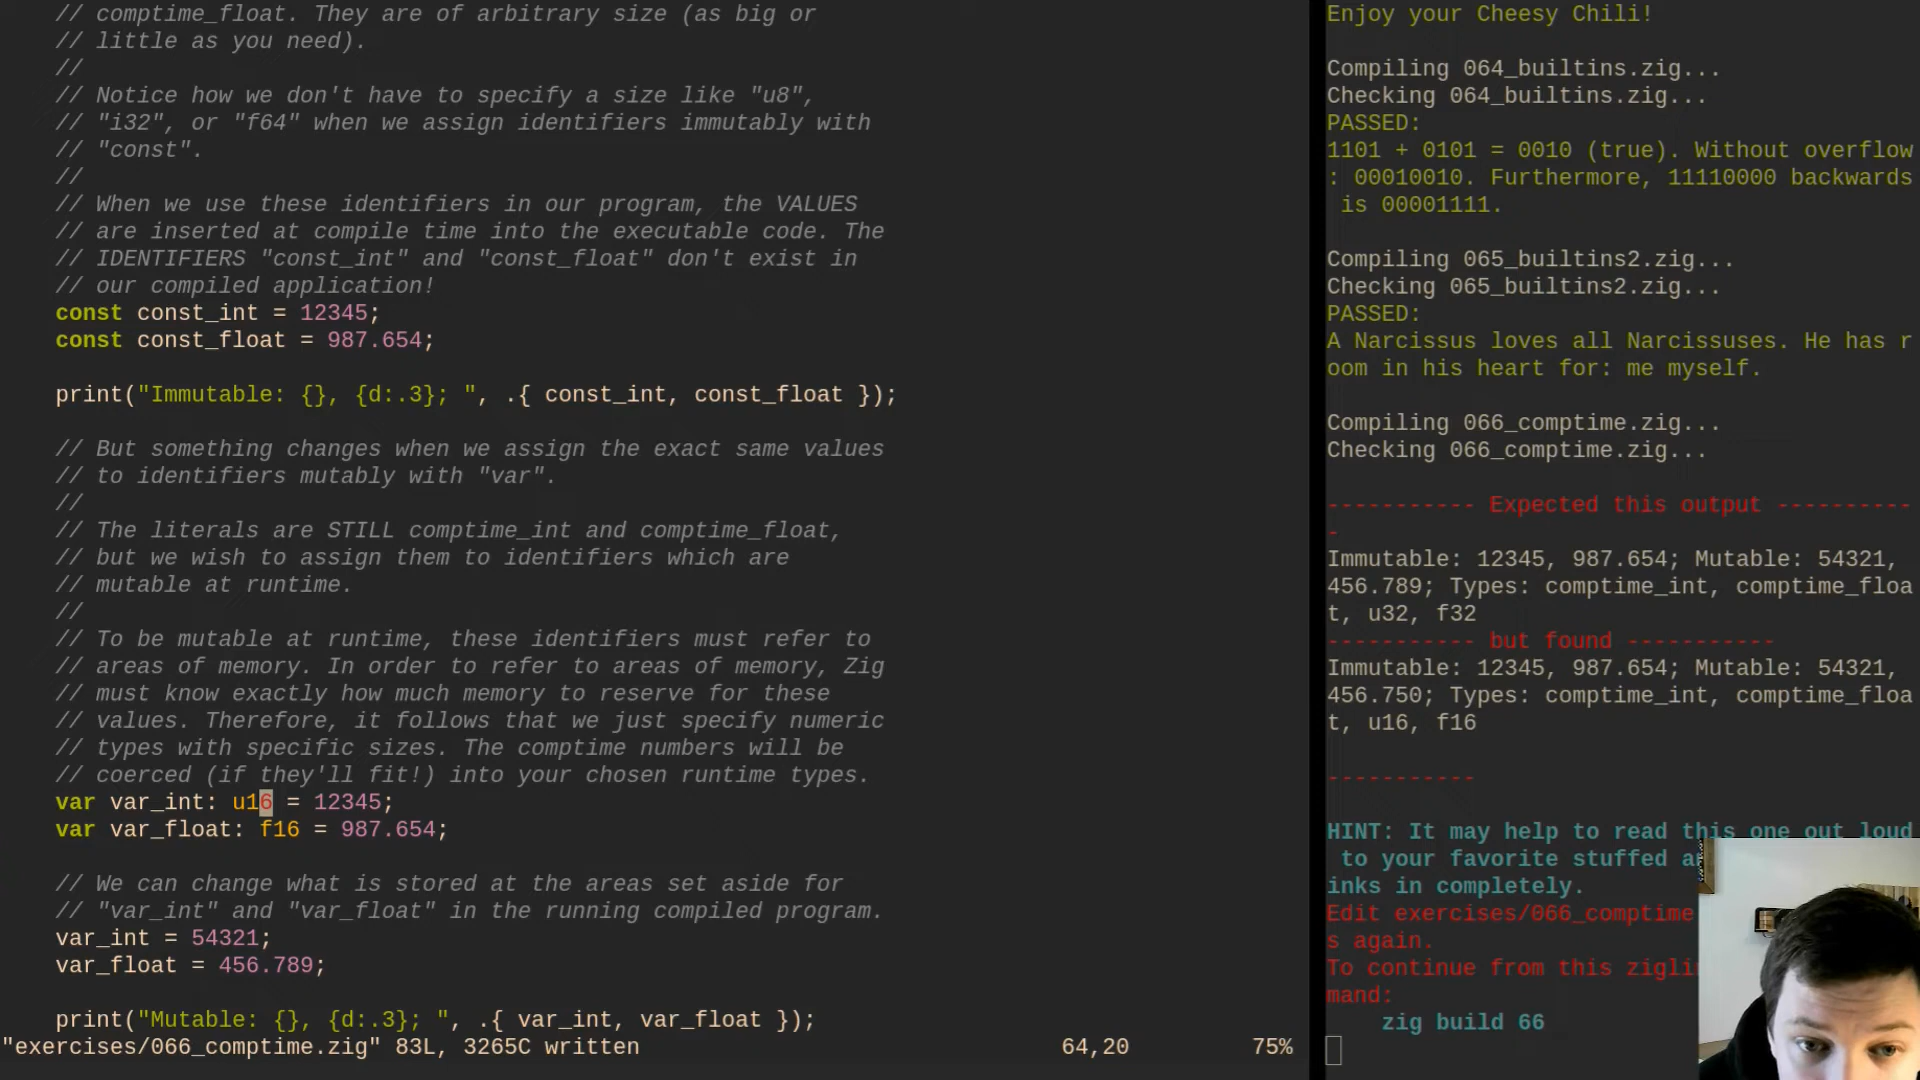 // comptime_float. They are of arbitrary size (as big or
// little as you need).
//
// Notice how we don't have to specify a size like "u8",
// "i32", or "f64" when we assign identifiers immutably with
// "const".
//
// When we use these identifiers in our program, the VALUES
// are inserted at compile time into the executable code. The
// IDENTIFIERS "const_int" and "const_float" don't exist in
// our compiled application!
const const_int = 12345;
const const_float = 987.654;
print("Immutable: {}, {d:.3}; ", .{ const_int, const_float });
// But something changes when we assign the exact same values
// to identifiers mutably with "var".
//
// The literals are STILL comptime_int and comptime_float,
// but we wish to assign them to identifiers which are
// mutable at runtime.
//
// To be mutable at runtime, these identifiers must refer to
// areas of memory. In order to refer to areas of memory, Zig
// must know exactly how much memory to reserve for these
// values. Therefore, it follows that we just specify numeric
// types with specific sizes. The comptime numbers will be
// coerced (if they'll fit!) into your chosen runtime types.
var var_int: u16 = 12345;
var var_float: f16 = 987.654;
// We can change what is stored at the areas set aside for
// "var_int" and "var_float" in the running compiled program.
var_int = 54321;
var_float = 456.789;
print("Mutable: {}, {d:.3}; ", .{ var_int, var_float });
"exercises/066_comptime.zig" 83L, 3265C written 64,20 75%
Enjoy your Cheesy Chili!
Compiling 064_builtins.zig...
Checking 064_builtins.zig...
PASSED:
1101 + 0101 = 0010 (true). Without overflow
: 00010010. Furthermore, 11110000 backwards
is 00001111.
Compiling 065_builtins2.zig...
Checking 065_builtins2.zig...
PASSED:
A Narcissus loves all Narcissuses. He has r
oom in his heart for: me myself.
Compiling 066_comptime.zig...
Checking 066_comptime.zig...
----------- Expected this output ----------
-
Immutable: 12345, 987.654; Mutable: 54321,
456.789; Types: comptime_int, comptime_floa
t, u32, f32
----------- but found -----------
Immutable: 12345, 987.654; Mutable: 54321,
456.750; Types: comptime_int, comptime_floa
t, u16, f16
-----------
HINT: It may help to read this one out loud
to your favorite stuffed
inks in completely.
Edit exercises/066_comptime
s again.
To continue from this
mand:
zig build 66